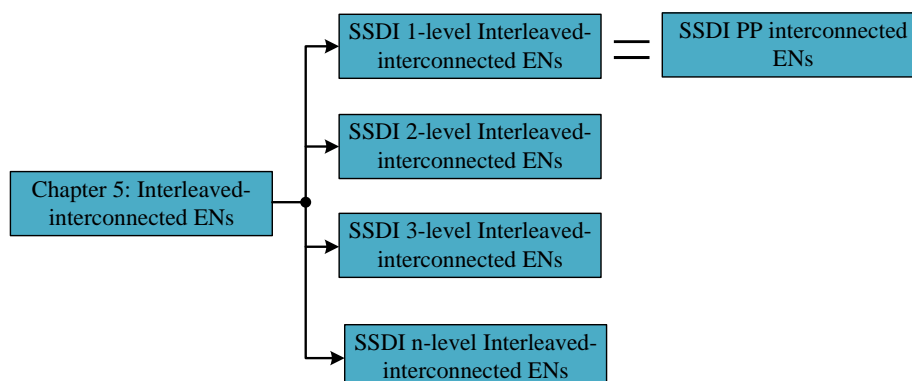 SSDI 1-level Interleaved-
interconnected ENs
SSDI PP interconnected
ENs
SSDI 2-level Interleaved-
interconnected ENs
Chapter 5: Interleaved-
interconnected ENs
SSDI 3-level Interleaved-
interconnected ENs
SSDI n-level Interleaved-
interconnected ENs